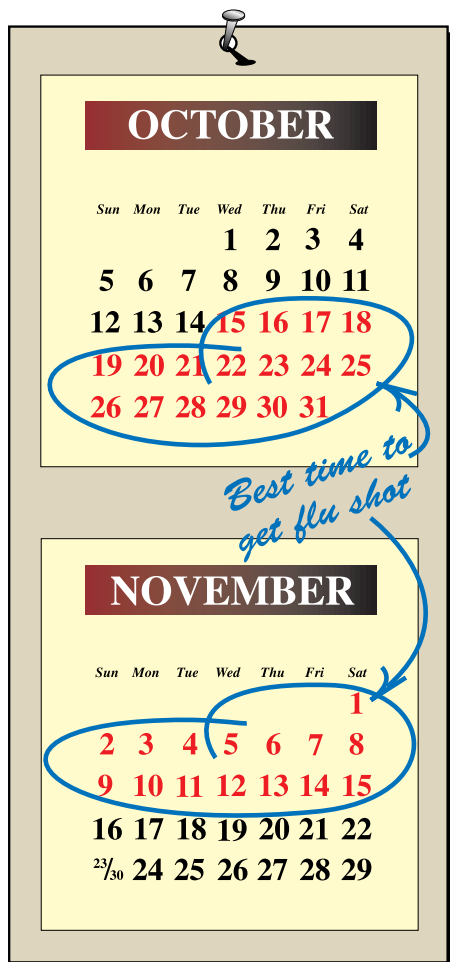 OCTOBER
Sun Mon Tue Wed Thu Fri Sat
1 2 3 4
5 6 7 8 9 10 11
12 13 14 15 16 17 18
19 20 21 22 23 24 25
26 27 28 29 30 31
Best time to
get flu shot
NOVEMBER
Sun Mon Tue Wed Thu Fri Sat
1
2 3 4 5 6 7 8
9 10 11 12 13 14 15
16 17 18 19 20 21 22
23/30 24 25 26 27 28 29